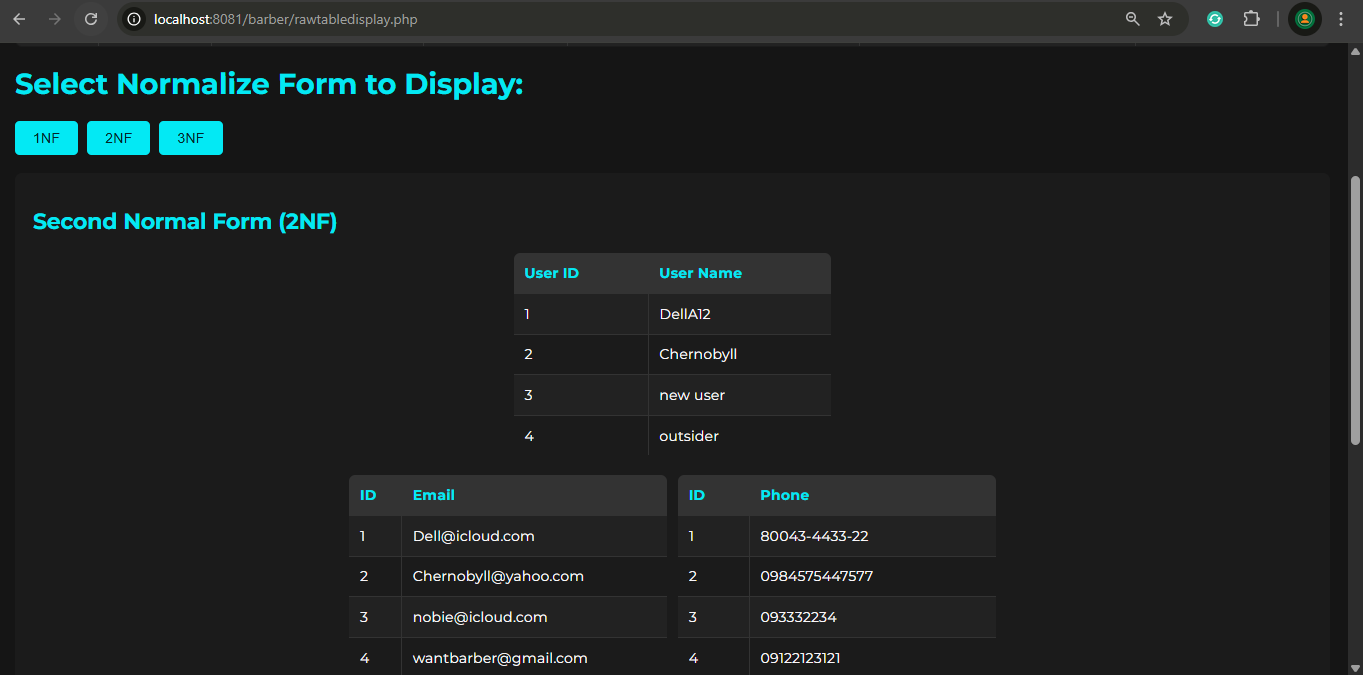 localhost:8081/barber/rawtabledisplay.php
Select Normalize Form to Display:
1NF 2NF 3NF
Second Normal Form (2NF)
User ID User Name
1 DellA12
2 Chernobyll
3 new user
4 outsider
ID Email ID Phone
1 Dell@icloud.com 1 80043-4433-22
2 Chernobyll@yahoo.com 2 0984575447577
3 nobie@icloud.com 3 093332234
4 wantbarber@gmail.com 4 09122123121